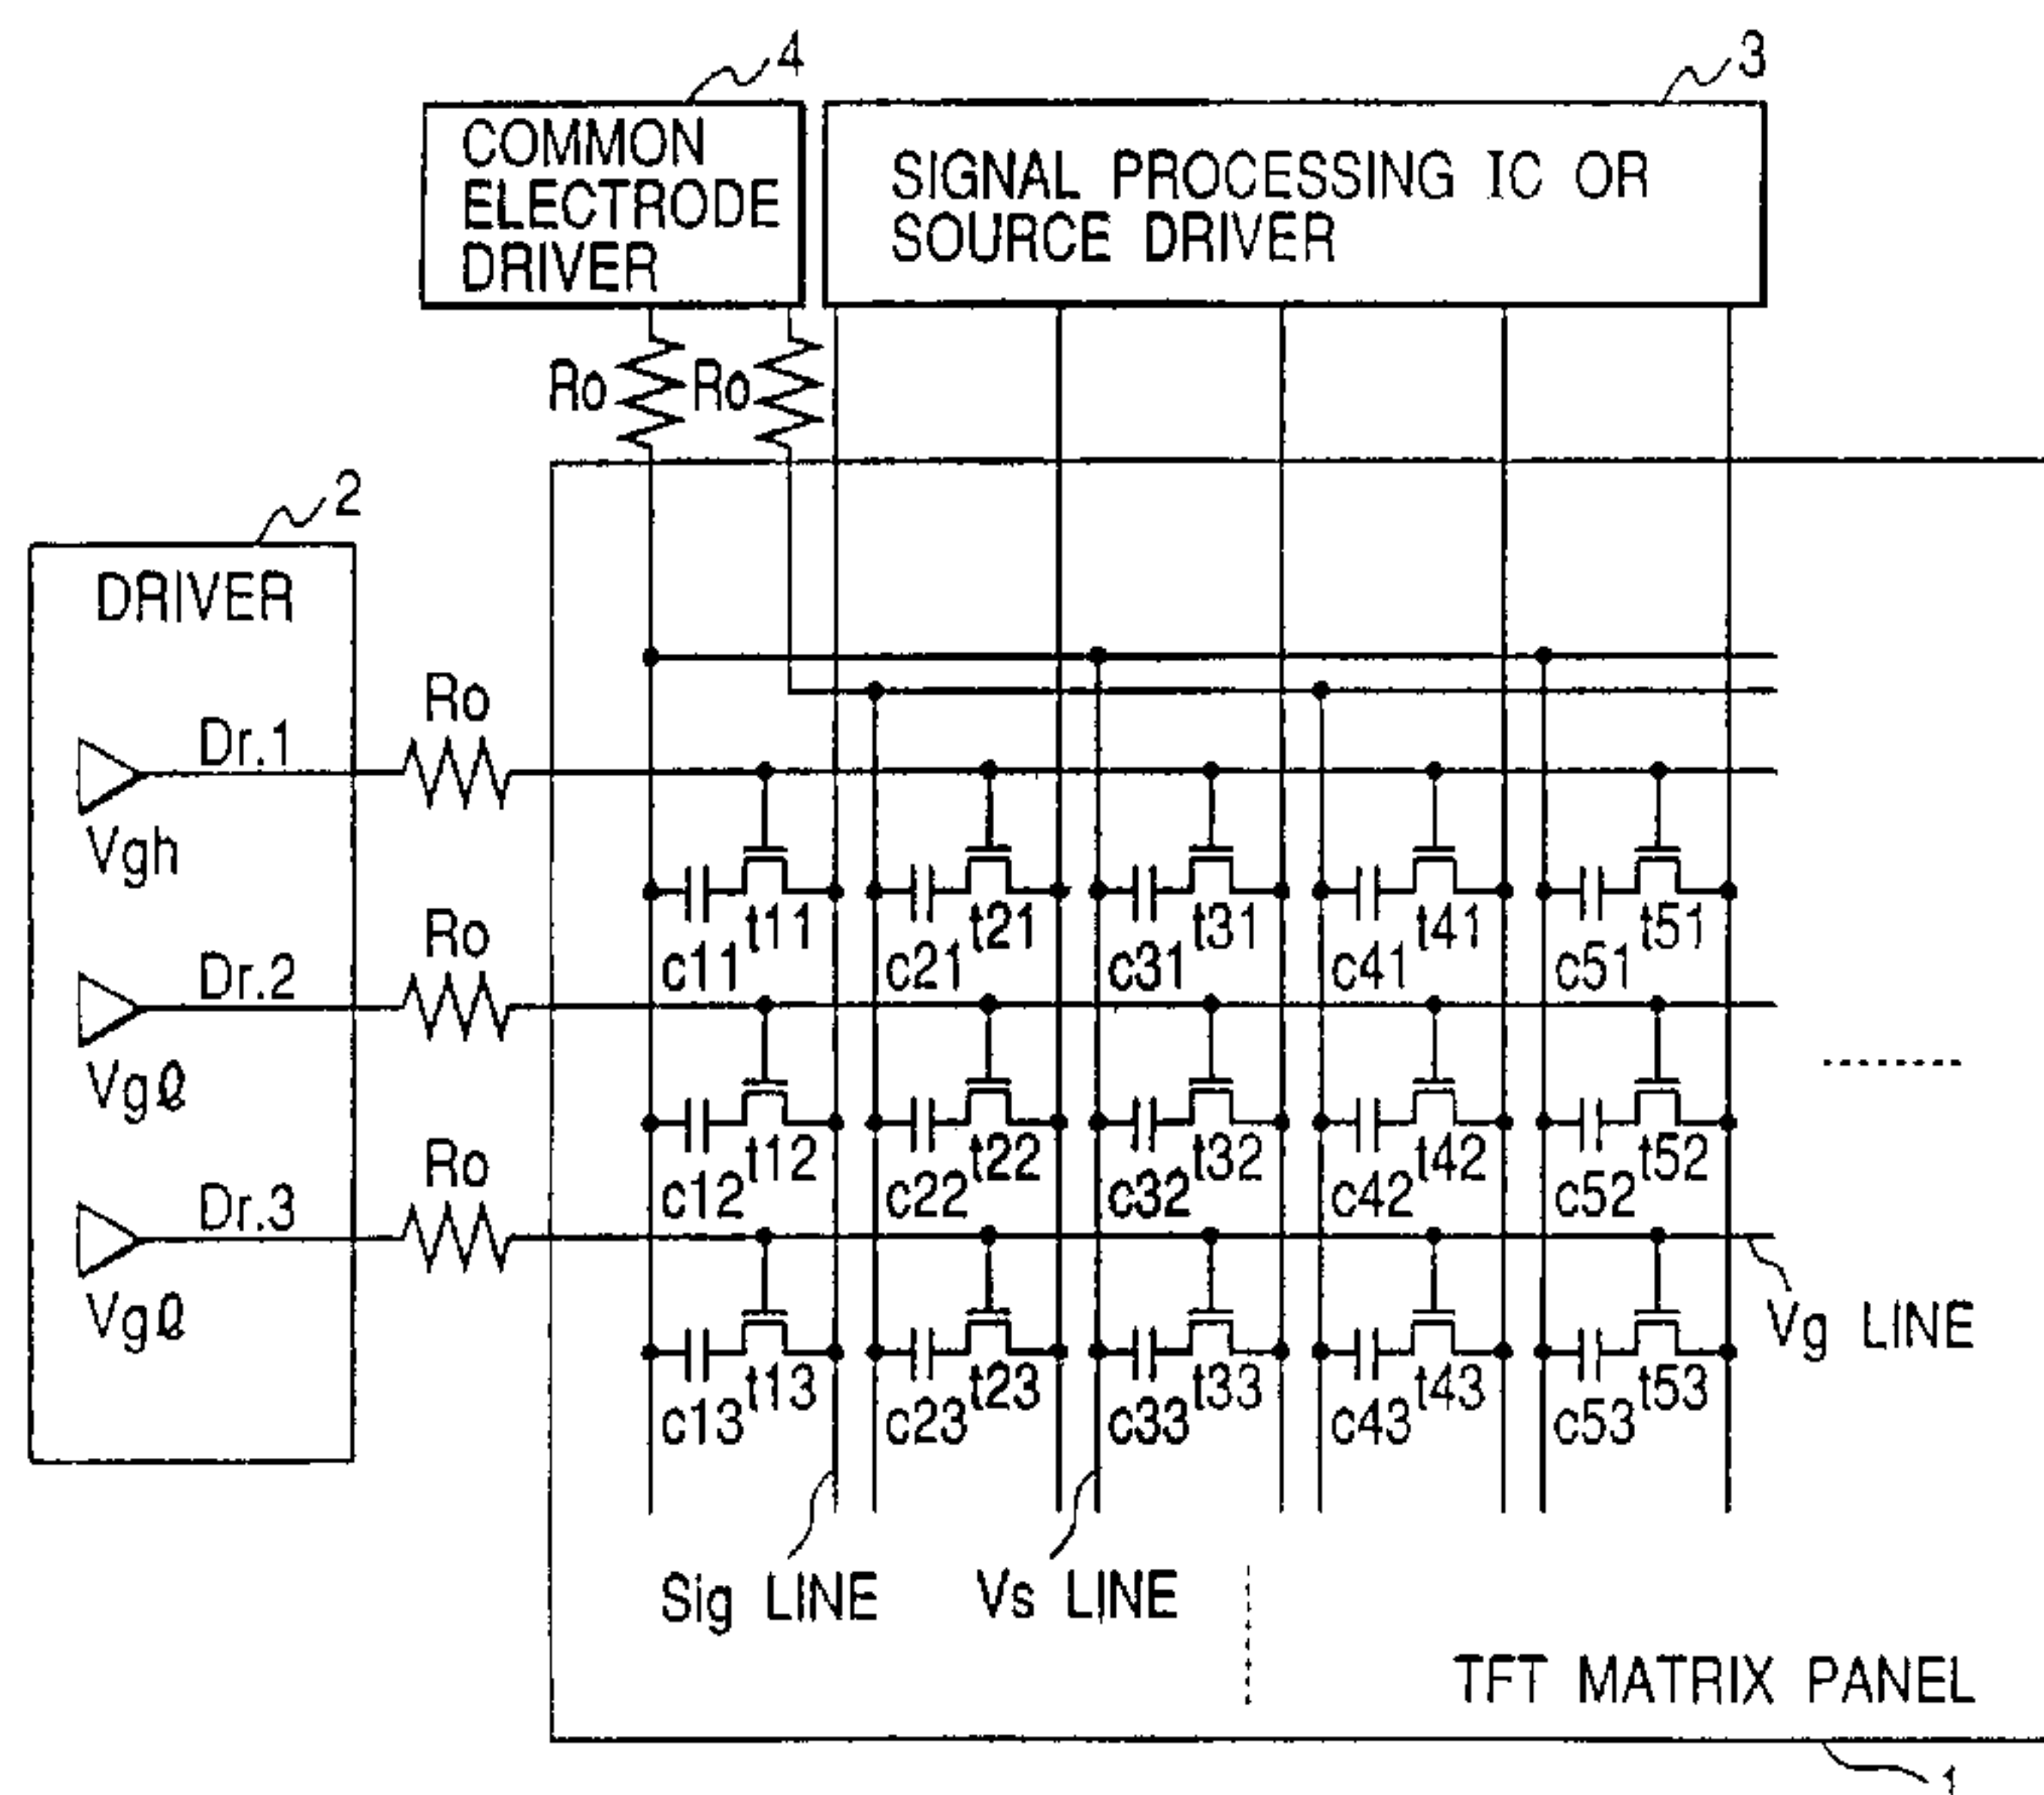 4
3
COMMON
ELECTRODE
DRIVER
SIGNAL PROCESSING IC OR
SOURCE DRIVER
Ro Ro
2
DRIVER
Ro
Dr.1
Vgh
t11 t21 t31 t41 t51
c11 c21 c31 c41 c51
Ro
Dr.2
Vgℓ
t12 t22 t32 t42 t52
c12 c22 c32 c42 c52
Ro
Dr.3
Vgℓ
Vg LINE
t13 t23 t33 t43 t53
c13 c23 c33 c43 c53
Sig LINE Vs LINE
TFT MATRIX PANEL
1